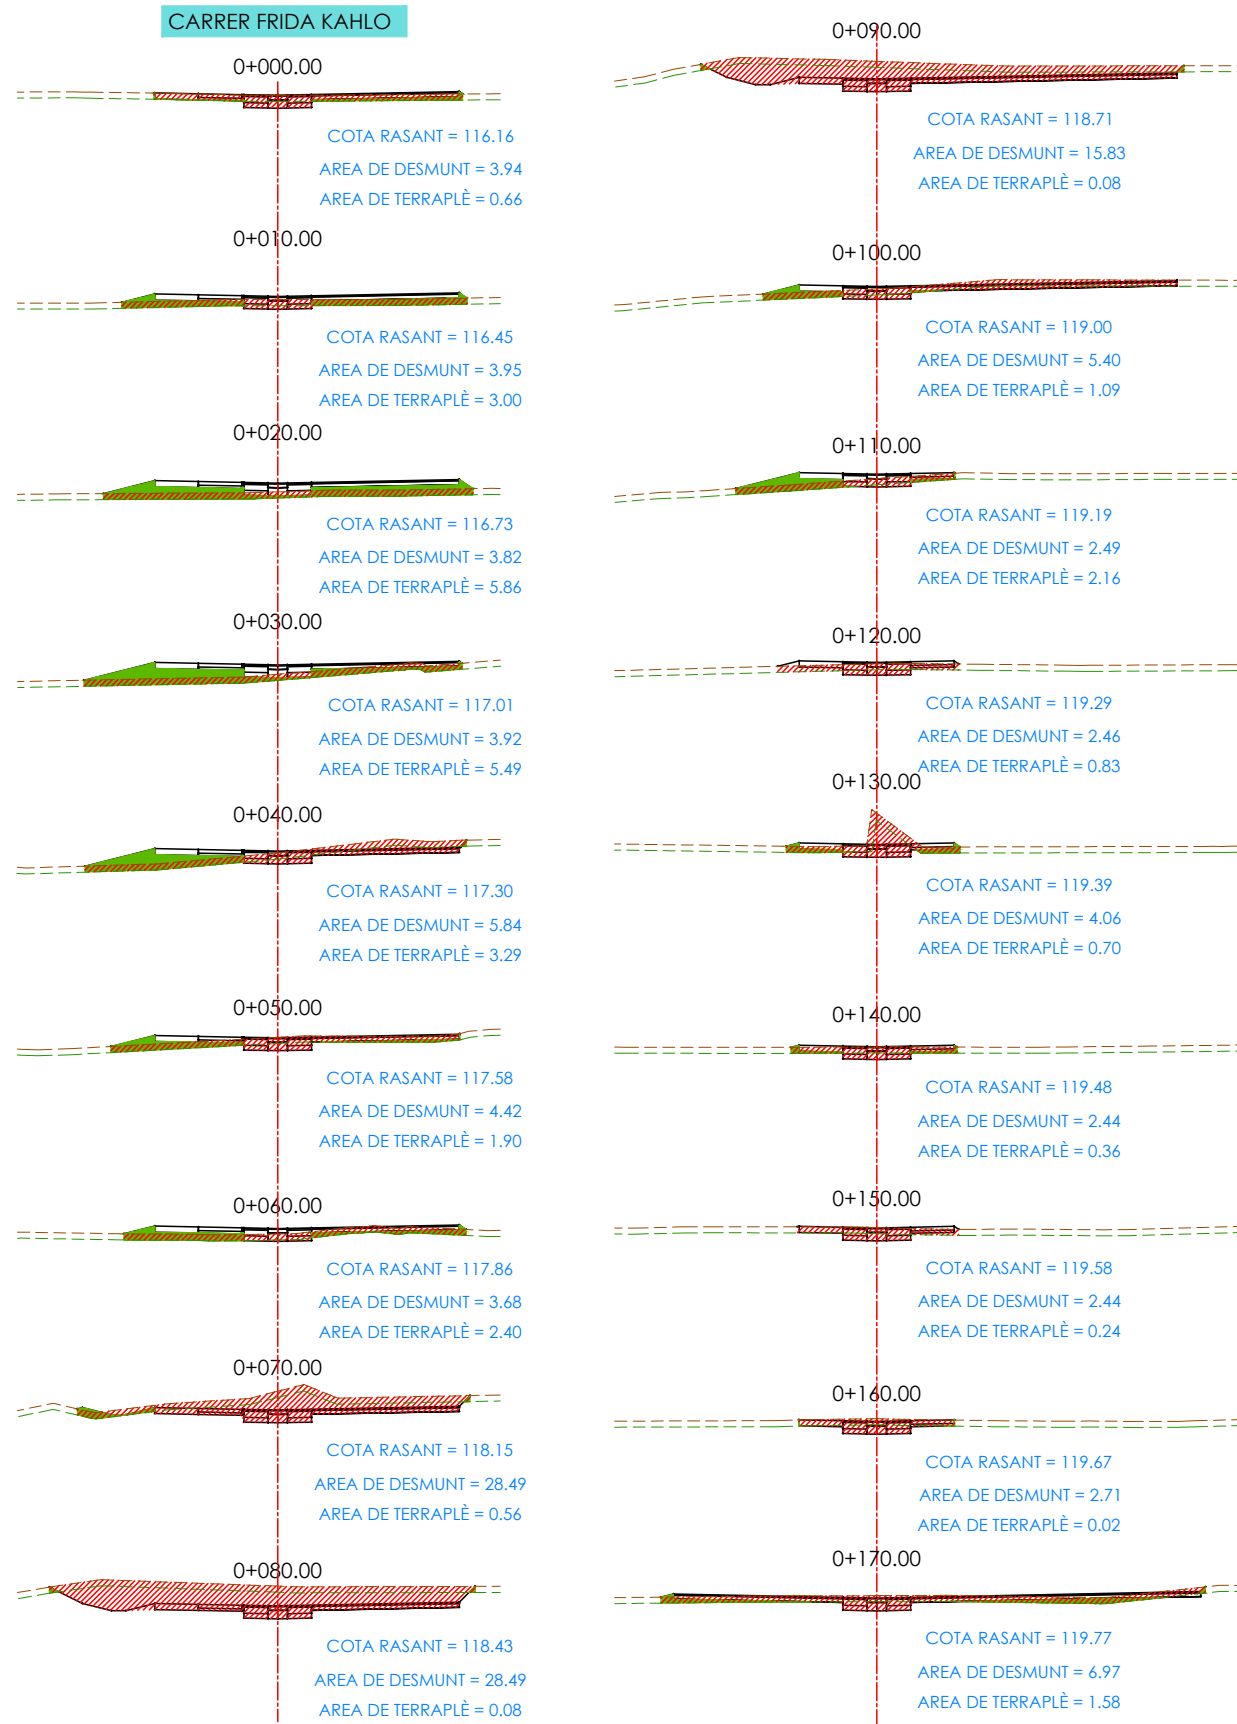 CARRER FRIDA KAHLO
0+000.00
COTA RASANT = 116.16
AREA DE DESMUNT = 3.94
AREA DE TERRAPLÈ = 0.66
0+010.00
COTA RASANT = 116.45
AREA DE DESMUNT = 3.95
AREA DE TERRAPLÈ = 3.00
0+020.00
COTA RASANT = 116.73
AREA DE DESMUNT = 3.82
AREA DE TERRAPLÈ = 5.86
0+030.00
COTA RASANT = 117.01
AREA DE DESMUNT = 3.92
AREA DE TERRAPLÈ = 5.49
0+040.00
COTA RASANT = 117.30
AREA DE DESMUNT = 5.84
AREA DE TERRAPLÈ = 3.29
0+050.00
COTA RASANT = 117.58
AREA DE DESMUNT = 4.42
AREA DE TERRAPLÈ = 1.90
0+060.00
COTA RASANT = 117.86
AREA DE DESMUNT = 3.68
AREA DE TERRAPLÈ = 2.40
0+070.00
COTA RASANT = 118.15
AREA DE DESMUNT = 28.49
AREA DE TERRAPLÈ = 0.56
0+080.00
COTA RASANT = 118.43
AREA DE DESMUNT = 28.49
AREA DE TERRAPLÈ = 0.08
0+090.00
COTA RASANT = 118.71
AREA DE DESMUNT = 15.83
AREA DE TERRAPLÈ = 0.08
0+100.00
COTA RASANT = 119.00
AREA DE DESMUNT = 5.40
AREA DE TERRAPLÈ = 1.09
0+110.00
COTA RASANT = 119.19
AREA DE DESMUNT = 2.49
AREA DE TERRAPLÈ = 2.16
0+120.00
COTA RASANT = 119.29
AREA DE DESMUNT = 2.46
AREA DE TERRAPLÈ = 0.83
0+130.00
COTA RASANT = 119.39
AREA DE DESMUNT = 4.06
AREA DE TERRAPLÈ = 0.70
0+140.00
COTA RASANT = 119.48
AREA DE DESMUNT = 2.44
AREA DE TERRAPLÈ = 0.36
0+150.00
COTA RASANT = 119.58
AREA DE DESMUNT = 2.44
AREA DE TERRAPLÈ = 0.24
0+160.00
COTA RASANT = 119.67
AREA DE DESMUNT = 2.71
AREA DE TERRAPLÈ = 0.02
0+170.00
COTA RASANT = 119.77
AREA DE DESMUNT = 6.97
AREA DE TERRAPLÈ = 1.58